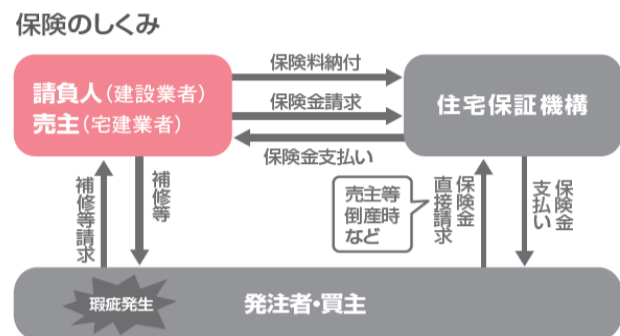 保険のしくみ
請負人（建設業者）
売主（宅建業者）
保険料納付
保険金請求
保険金支払い
住宅保証機構
補修等請求
補修等
売主等
倒産時
など
保険金
直接請求
保険金
支払い
瑕疵発生
発注者・買主